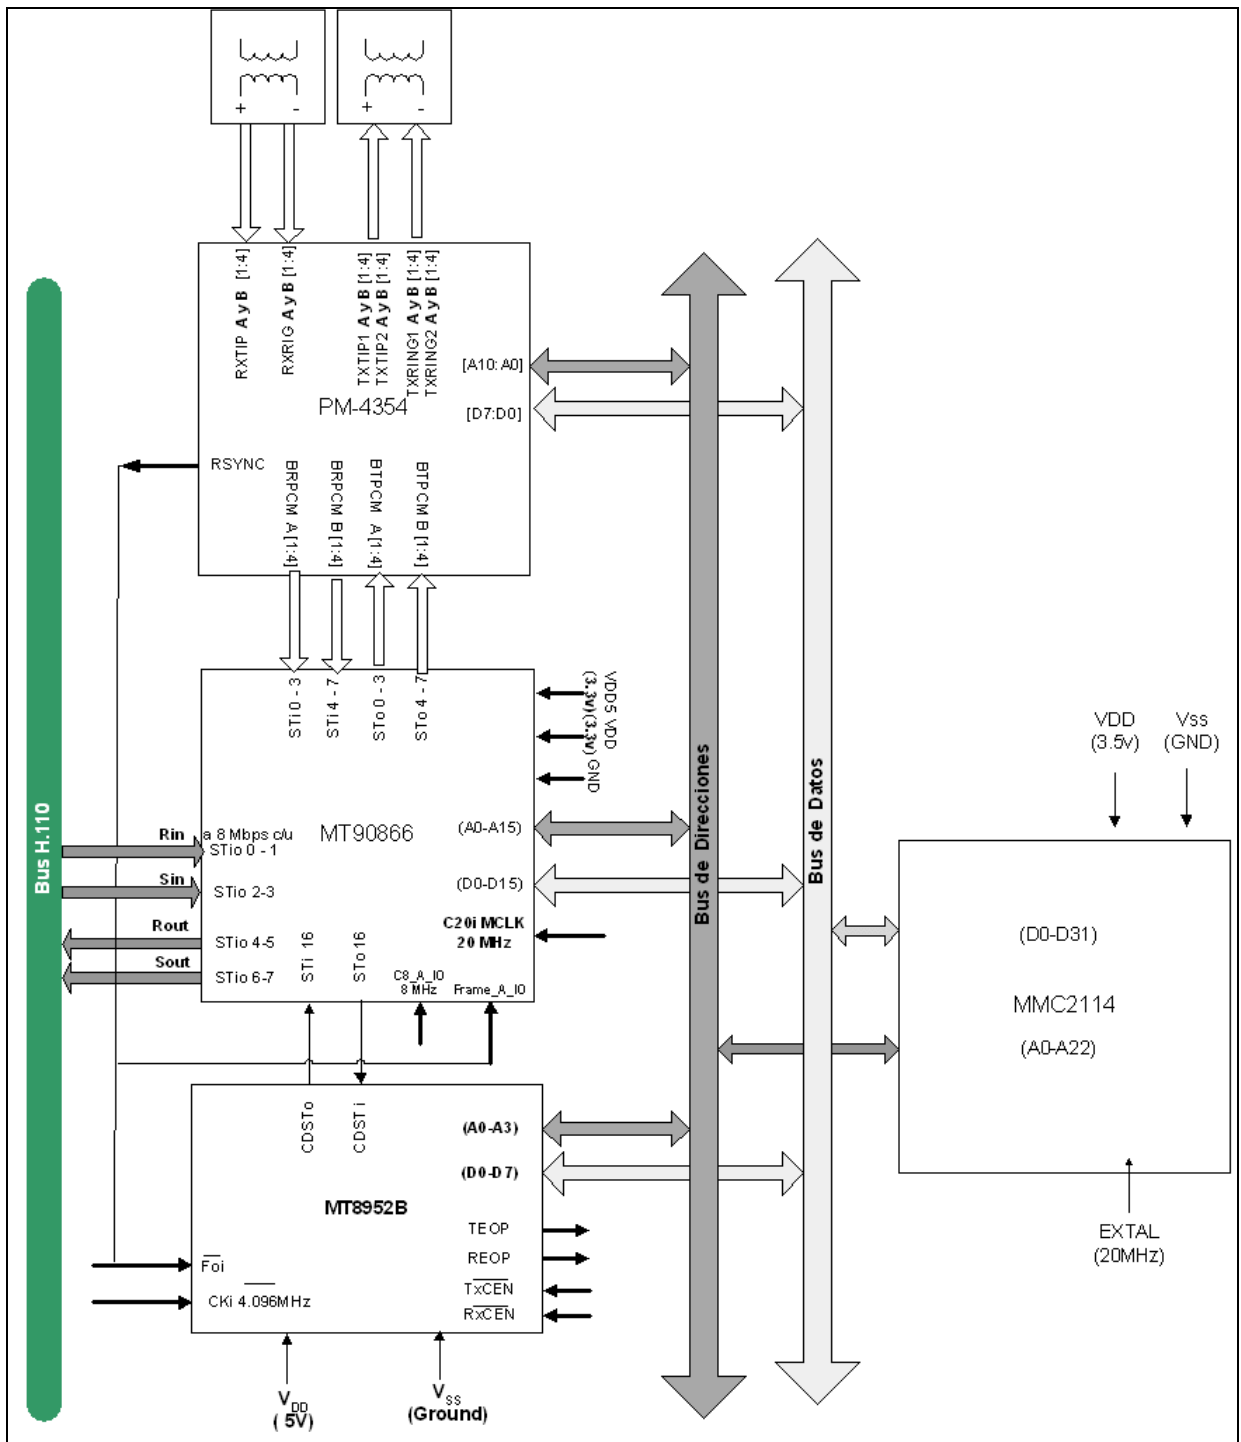 + -
+ -
RXTIP A y B [1:4]
RXRIG A y B [1:4]
TXTIP1 A y B [1:4]
TXTIP2 A y B [1:4]
TXRING1 A y B [1:4]
TXRING2 A y B [1:4]
[A10:A0]
PM-4354
[D7:D0]
RSYNC
BRPCM A [1:4]
BRPCM B [1:4]
BTPCM A [1:4]
BTPCM B [1:4]
STi 0 - 3
STi 4 - 7
STo 0 - 3
STo 4 - 7
VDD5 VDD
(3.3v)(3.3v) GND
Bus de Direcciones
Bus de Datos
VDD
(3.5v)
Vss
(GND)
Bus H.110
Rin
a 8 Mbps c/u
STio 0 - 1
MT90866
(A0-A15)
Sin
STio 2-3
(D0-D15)
Rout
STio 4-5
C20i MCLK
20 MHz
Sout
STio 6-7
STi 16
STo 16
C8_A_IO
8 MHz
Frame_A_IO
(D0-D31)
MMC2114
(A0-A22)
CDSTo
CDSTi
(A0-A3)
(D0-D7)
MT8952B
TEOP
REOP
Foi
TxCEN
CKi 4.096MHz
RxCEN
EXTAL
(20MHz)
VDD
( 5V)
VSS
(Ground)